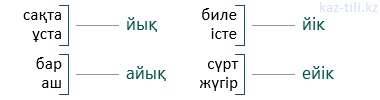 kaz-tili.kz
сақта
ұста
йық
биле
істе
йік
бар
аш
айық
сүрт
жүгір
ейік